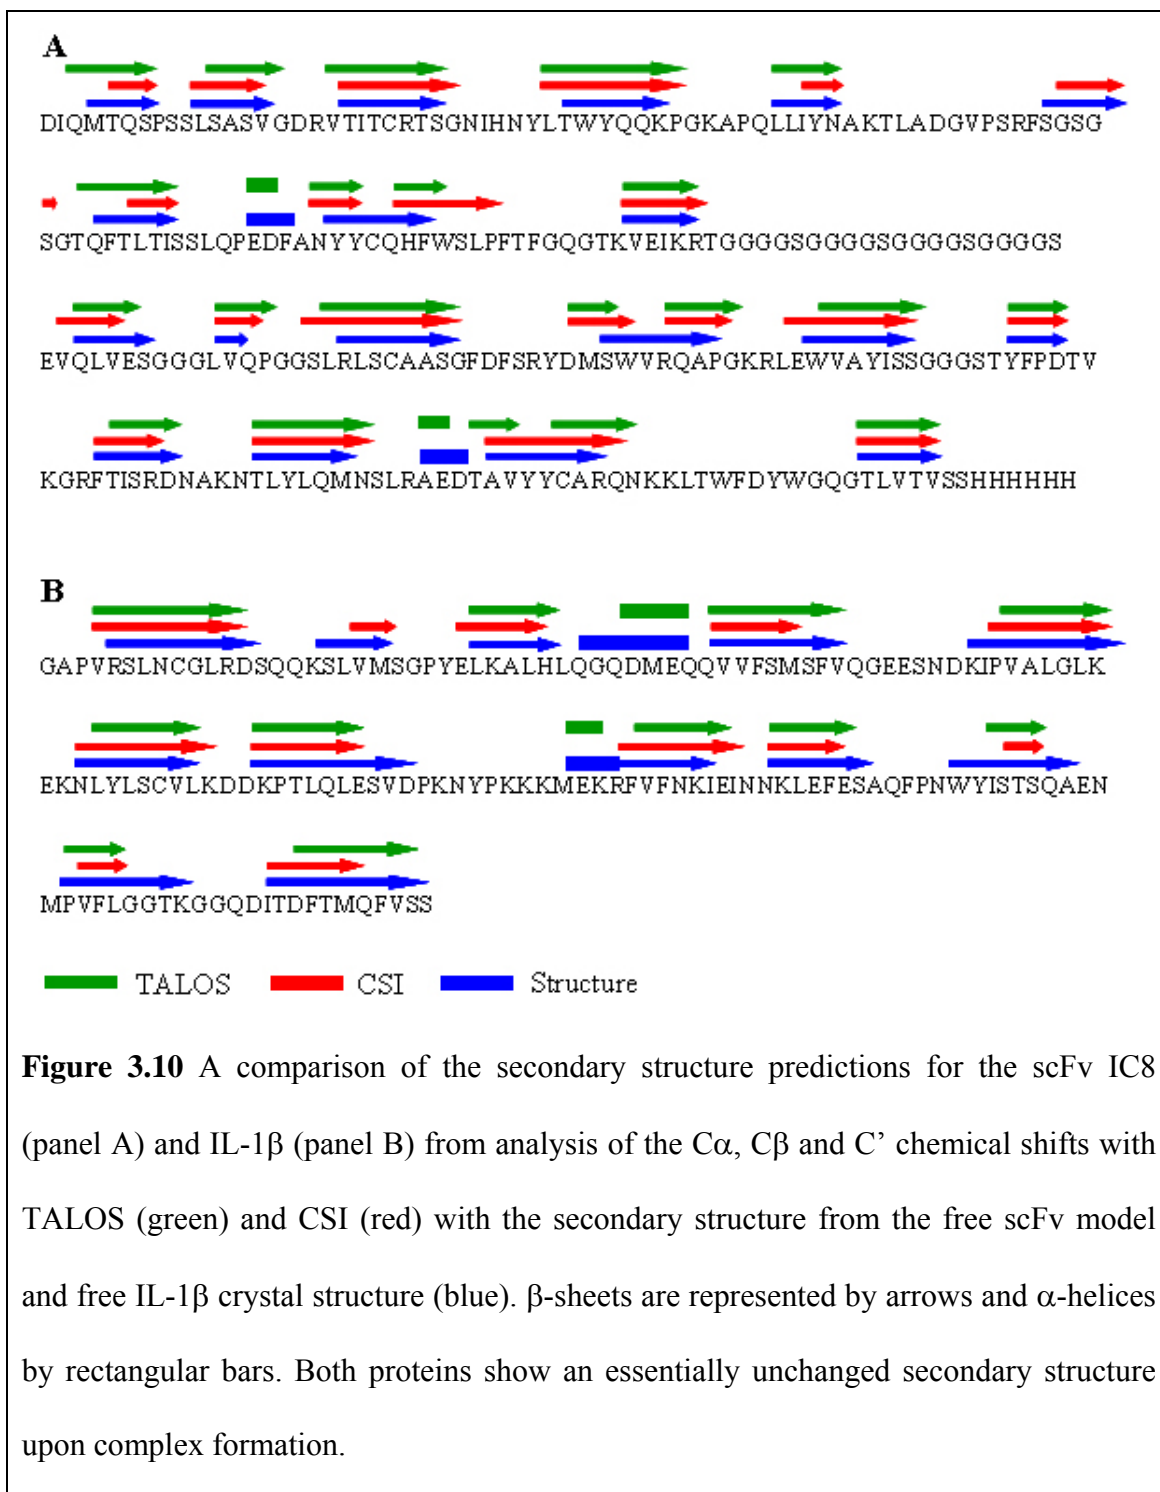 A
DIQMTQSPSSLSASVGDRVTITCRTSGNIHNYLTWYQQKPGKAPQLLIYNAKTLADGVPSRFSGSG
SGTQFTLTISSLQPEDFANYYCQHFWSLPFTFGQGTKVEIKRTGGGGSGGGGSGGGGSGGGGS
EVQLVESGGGLVQPGGSLRLSCAASGFDFSRYDMSWVRQAPGKRLEWVAYISSGGGSTYFPDTV
KGRFTISRDNAKNTLYLQMNSLRAEDTAVYYCARQNKKLTWFDYWGQGTLVTVSSHHHHHH
B
GAPVRSLNCGLRDSQQKSLVMSGPYELKALHLQGQDMEQQVVFSMSFVQGEESNDKIPVALGLK
EKNLYLSCVLKDDKPTLQLESVDPKNYPKKKMEKRFVFNKIEINNKLEFESAQFPNWYISTSQAEN
MPVFLGGTKGGQDITDFTMQFVSS
TALOS CSI Structure
Figure 3.10 A comparison of the secondary structure predictions for the scFv IC8
(panel A) and IL-1β (panel B) from analysis of the Cα, Cβ and C’ chemical shifts with
TALOS (green) and CSI (red) with the secondary structure from the free scFv model
and free IL-1β crystal structure (blue). β-sheets are represented by arrows and α-helices
by rectangular bars. Both proteins show an essentially unchanged secondary structure
upon complex formation.